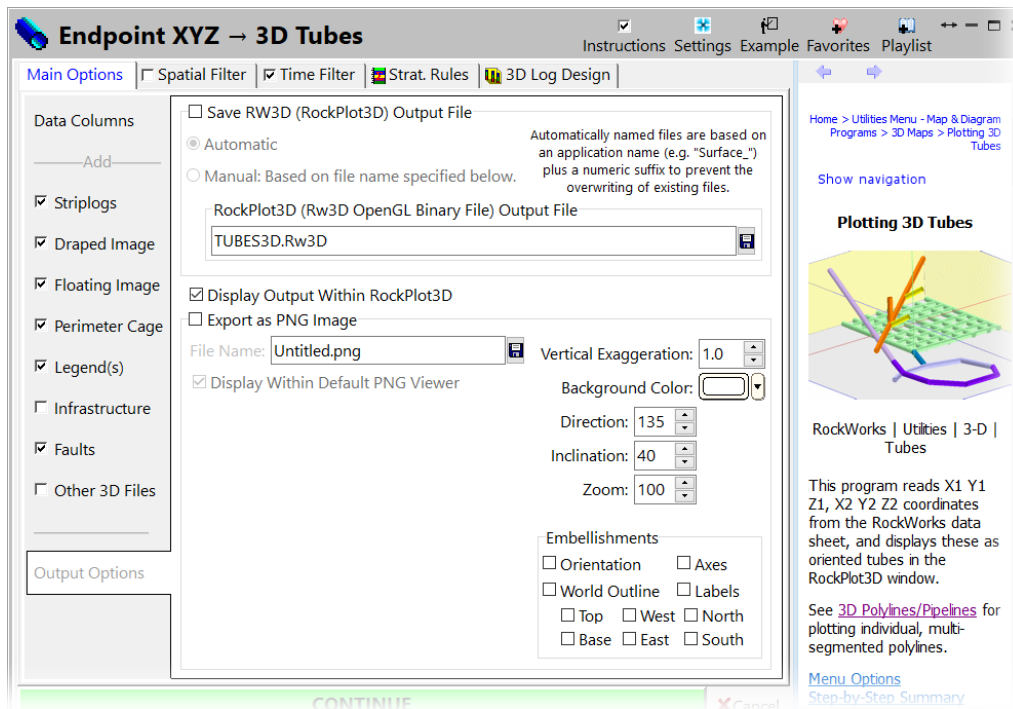 Endpoint XYZ → 3D Tubes
Instructions Settings Example Favorites Playlist
Main Options Spatial Filter Time Filter Strat. Rules 3D Log Design
Data Columns
Add
Striplogs
Draped Image
Floating Image
Perimeter Cage
Legend(s)
Infrastructure
Faults
Other 3D Files
Output Options
Save RW3D (RockPlot3D) Output File
Automatic
Manual: Based on file name specified below.
Automatically named files are based on
an application name (e.g. "Surface_")
plus a numeric suffix to prevent the
overwriting of existing files.
RockPlot3D (Rw3D OpenGL Binary File) Output File
TUBES3D.Rw3D
Display Output Within RockPlot3D
Export as PNG Image
File Name: Untitled.png
Display Within Default PNG Viewer
Vertical Exaggeration: 1.0
Background Color:
Direction: 135
Inclination: 40
Zoom: 100
Embellishments
Orientation Axes
World Outline Labels
Top West North
Base East South
CONTINUE
Cancel
Home > Utilities Menu - Map & Diagram
Programs > 3D Maps > Plotting 3D
Tubes
Show navigation
Plotting 3D Tubes
RockWorks | Utilities | 3-D |
Tubes
This program reads X1 Y1
Z1, X2 Y2 Z2 coordinates
from the RockWorks data
sheet, and displays these as
oriented tubes in the
RockPlot3D window.
See 3D Polylines/Pipelines for
plotting individual, multi-
segmented polylines.
Menu Options
Step-by-Step Summary